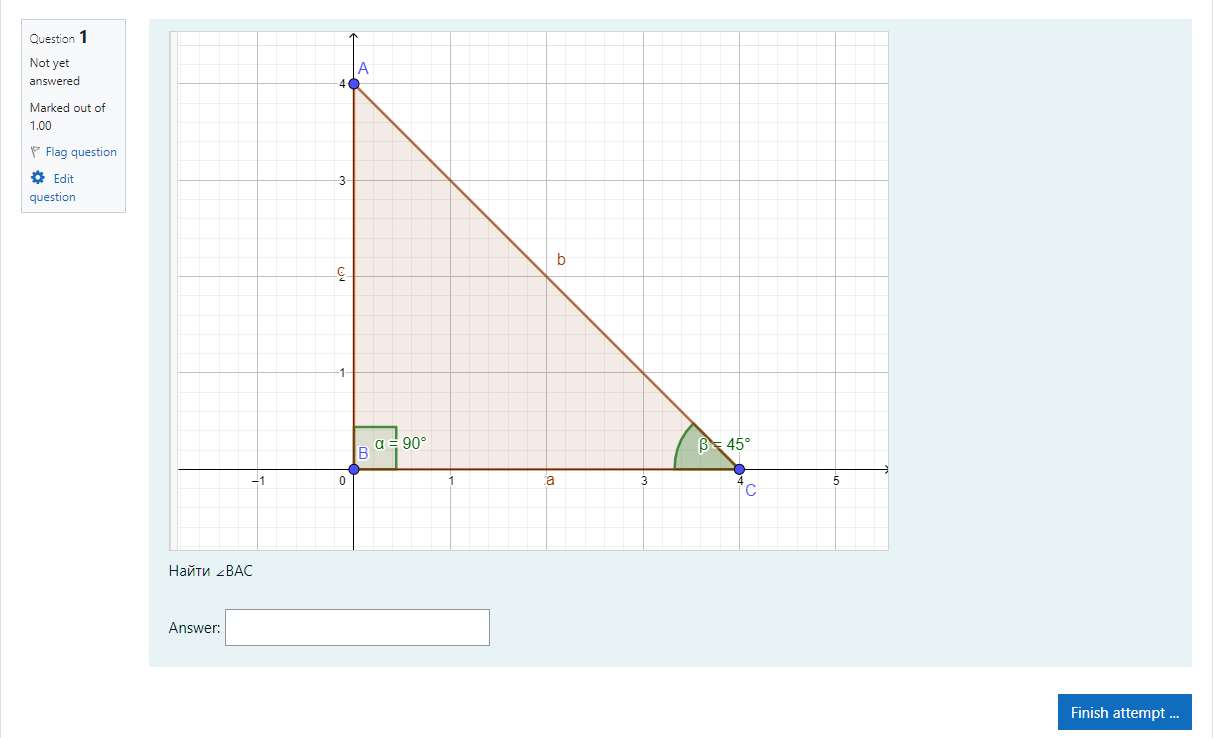 Question 1
Not yet
answered
Marked out of
1.00
Flag question
Edit
question
A
4
3
b
c
2
1
α = 90°
β = 45°
B
−1
0
1
a
3
4
5
C
Найти ∠BAC
Answer:
Finish attempt ...